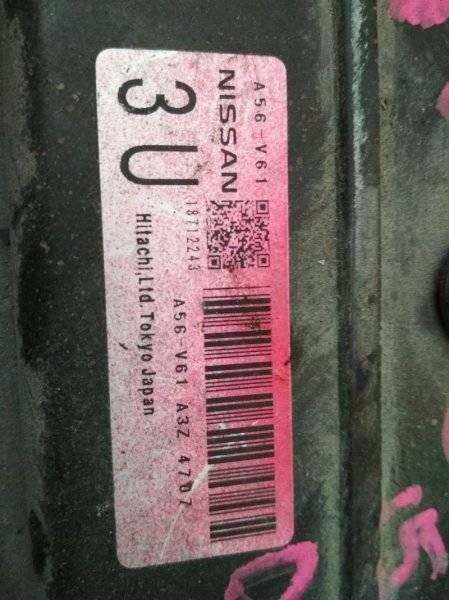 A56-V61
NISSAN
3U
18712243
A56-V61 A3Z 4707
Hitachi,Ltd. Tokyo Japan